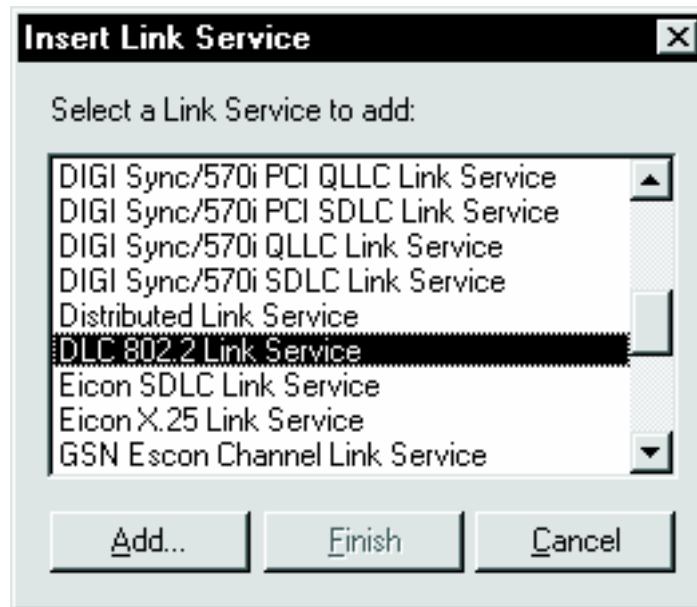 Insert Link Service
Select a Link Service to add:
DIGI Sync/570i PCI QLLC Link Service
DIGI Sync/570i PCI SDLC Link Service
DIGI Sync/570i QLLC Link Service
DIGI Sync/570i SDLC Link Service
Distributed Link Service
DLC 802.2 Link Service
Eicon SDLC Link Service
Eicon X.25 Link Service
GSN Escon Channel Link Service
Add... Finish Cancel